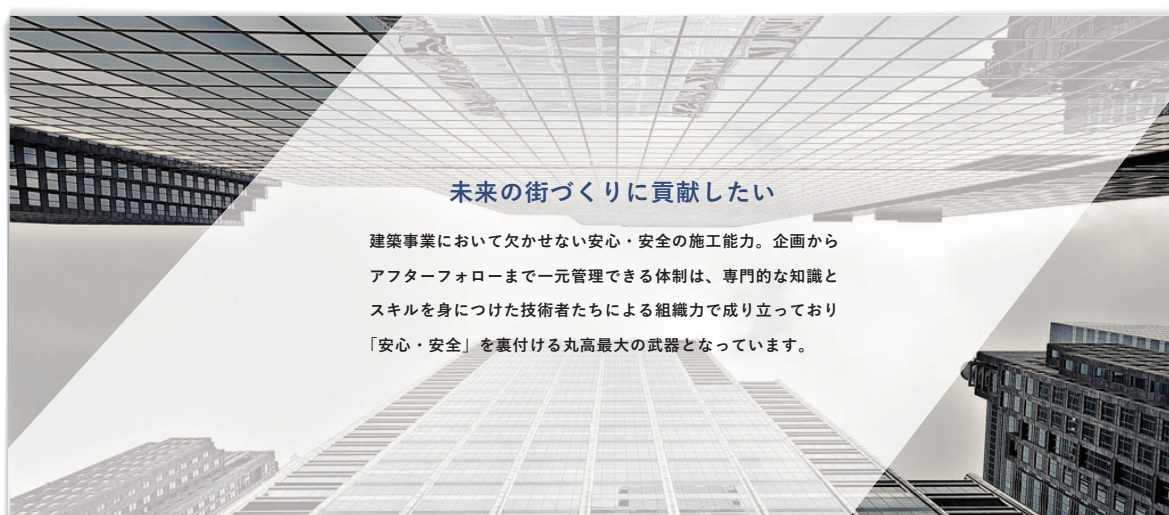 未来の街づくりに貢献したい
建築事業において欠かせない安心・安全の施工能力。企画から
アフターフォローまで一元管理できる体制は、専門的な知識と
スキルを身につけた技術者たちによる組織力で成り立っており
「安心・安全」を裏付ける丸高最大の武器となっています。